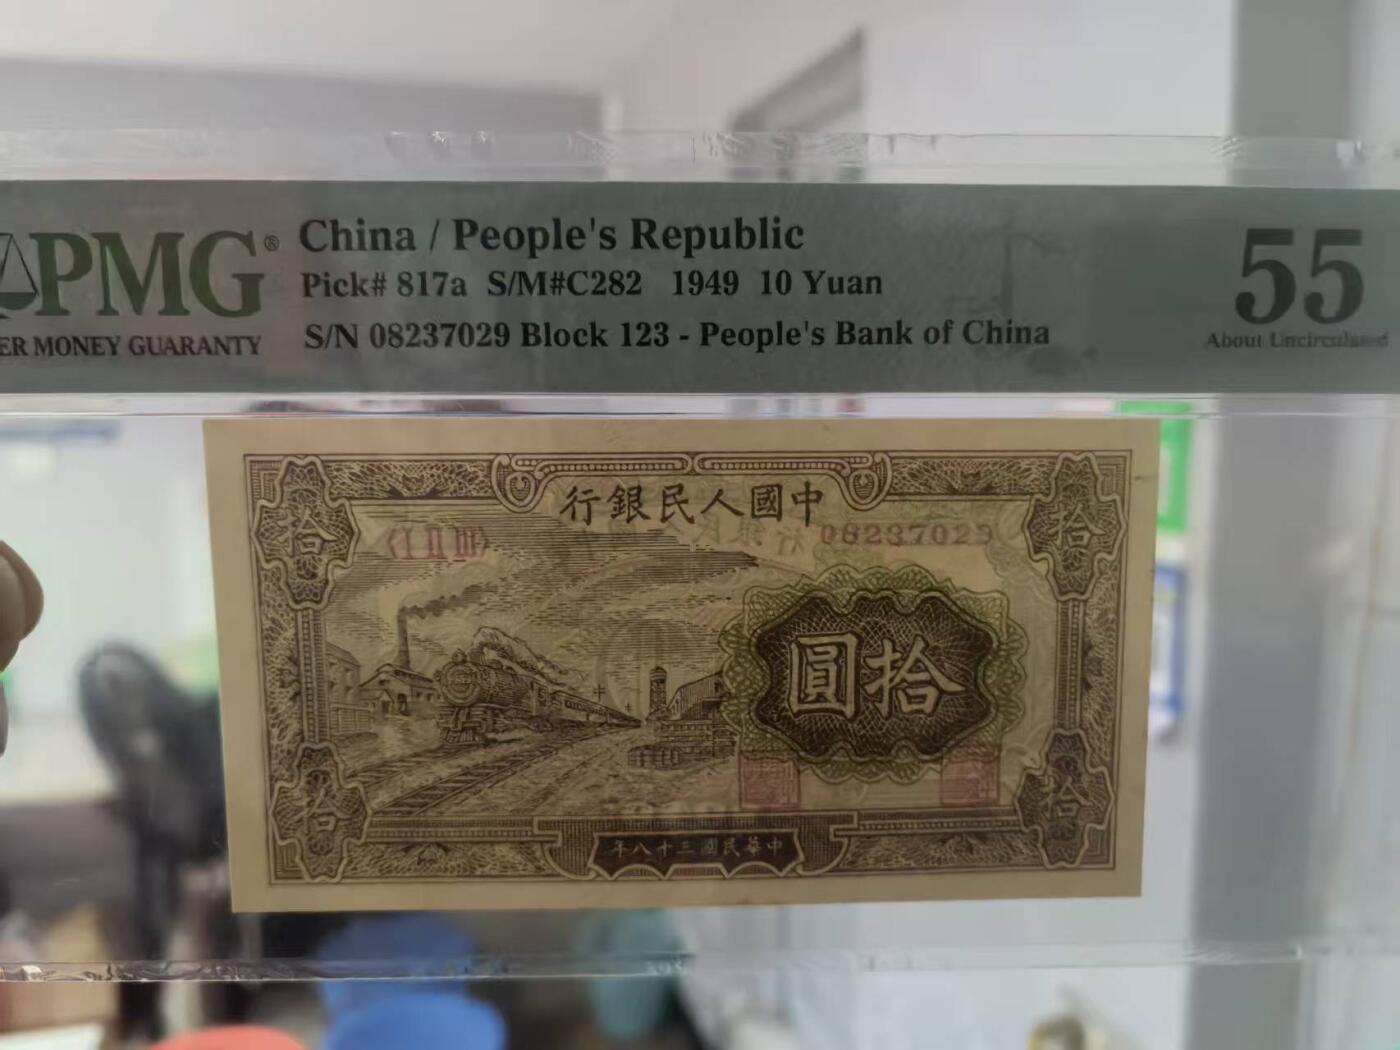 PMG®
ER MONEY GUARANTY
China / People's Republic
Pick# 817a S/M#C282 1949 10 Yuan
S/N 08237029 Block 123 - People's Bank of China
55
About Uncirculated
行銀民人國中
〈I II III〉
08237029
拾
拾
圓拾
拾
拾
年八十三國民華中